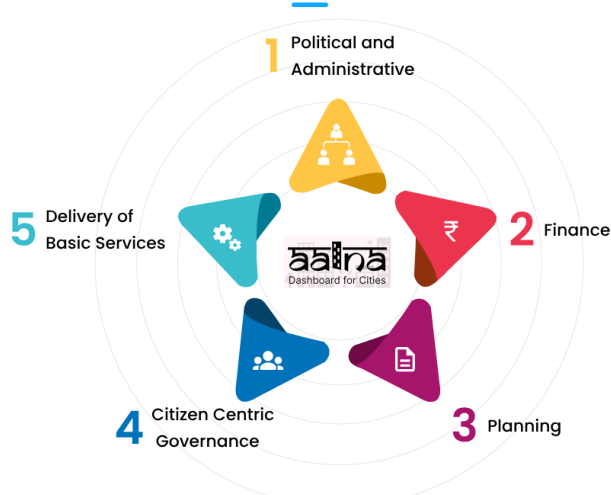 1 Political and
Administrative
₹
2 Finance
5 Delivery of
Basic Services
aaina
Dashboard for Cities
4 Citizen Centric
Governance
3 Planning